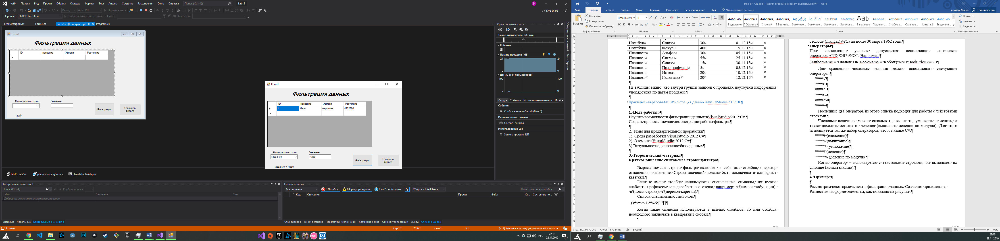 Файл Правка Вид Проект Сборка Отладка Формат Тест Анализ Средства Расширения Окно Справка Поиск (Ctrl+Q) Lab13
Debug Any CPU Продолжить Live Share
Процесс: [12028] Lab13.exe События жизненного цикла Поток: Кадр стека:
Form1.Designer.cs Form1.cs Form1.cs [Конструктор] Program.cs
Form1
Фильтрация данных
ID название Жители Растояние
Фильтрация по полю Значение
Фильтрация Отменить фильтр
label4
Form1
Фильтрация данных
ID название Жители Растояние
1 Марс марсиане 4222800
Фильтрация по полю Значение
название марс
Фильтрация Отменить фильтр
название = 'марс'
lab13DataSet planetsBindingSource planetsTableAdapter
Средства диагностики
Сеанс диагностики: 2:41 мин
4 с
События
Память процесса (МБ)
24 24
0 0
ЦП (% всех процессоров)
100 100
0 0
Сводка События Использование памяти Ис
События
Отображение событий (0 из 0)
Использование памяти
Сделать снимок
Использование ЦП
Запись профиля ЦП
Обозреватель решений Team Explorer
Контрольные значения 1
Поиск (Ctrl+E) Глубина поиска:
Имя Значение Тип
Добавить элемент в контрольное значение
Видимые Локальные Контрольные значения 1
Список ошибок
Все решение 0 Ошибки 0 Предупреждения 0 из 2 Сообщения Сборка и IntelliSense Поиск по списку ошибок
Код Описание Проект Файл Ст... Состояние по...
Стек вызовов Точки останова Параметры исключений Командное окно Окно интерпретации Вывод Список ошибок
Готово Стр 10 Слб 1 Сим 1 ВСТ Добавить в систему управления версиями
РУС 22:13
28.11.2019
trpo-pr-70h.docx [Режим ограниченной функциональности] - Word
Файл Главная Вставка Дизайн Макет Ссылки Рассылки Рецензирование Вид Что вы хотите сделать? Yaroslav Manin Общий доступ
Вставить Вырезать Копировать Формат по образцу
Times New R 14
Найти Заменить Выделить
Выделение ¶ Обычный Строгий ¶ Без инте... Заголово... Заголово... Заголово... Заголово... Заголовок Подзагол... Слабое в... Сильное... Цитата 2 Выделенн...
Буфер обмена Шрифт Абзац Стили Редактирование
Ноутбук¤ Союз·¤ 30¤ 01.12.15¤
Ноутбук¤ Фокус¤ 40¤ 15.12.15¤
Планшет·¤ Альфа·¤ 30¤ 05.11.15¤
Планшет·¤ Сигма·¤ 55¤ 25.11.15¤
Планшет·¤ Союз·¤ 15¤ 30.11.15¤
Планшет·¤ Полиграфмаш¤ 5¤ 05.12.15¤
Планшет·¤ Интел¤ 20¤ 10.12.15¤
Планшет·¤ Галактика·¤ 20¤ 12.12.15¤
Из таблицы видно, что внутри группы записей о продажах ноутбуков информация
упорядочена по датам продажи.¶
Практическая работа №13Фильтрация данных в VisualStudio 2012C# ¶
1. Цель работы: ¶
Изучить возможности фильтрации данных вVisualStudio 2012 C#.¶
Создать приложение для демонстрации работы фильтра.¶
2. Темы для предварительной проработки¶
1). Среда разработки VisualStudio 2012 C#¶
2). ЭлементыVisualStudio 2012 C#¶
3) Визуальное подключение базы данных¶
3. Теоретический материал¶
Краткое описание синтаксиса строки фильтра¶
Выражение для строки фильтра включает в себя имя столбца, оператор
отношения и значение. Строка значений должна быть заключена в одинарные
кавычки.¶
Если в имени столбца используются специальные символы, их нужно
снабжать префиксом в виде обратного слеша, например: \t (символ табуляции),
\n (новая строка), \r (перевод каретки).¶
Список специальных символов:¶
~()#\/=><+-*%&|^'"[]¶
Когда такие символы используются в именах столбцов, то имя столбца
необходимо заключать в квадратные скобки.¶
столбце ChangeDate даты после 30 марта 1962 года.¶
Операторы¶
При составлении условия допускается использовать логические
операторыAND, OR и NOT. Например:¶
(AuthorName = 'Иванов' OR BookName = 'Кобол') AND BookPrice >= 20¶
Для сравнения числовых величин можно использовать следующие
операторы:¶
<¶
>¶
<=¶
>=¶
<>¶
=¶
Последние два оператора из этого списка подходят для работы с текстовыми
строками.¶
Числовые величины можно складывать, вычитать, умножать и делить, а
также находить остаток от деления (выполнять деление по модулю). Для этого
используется тот же набор операторов, что и в языке C#.¶
+ (сложение)¶
- (вычитание)¶
* (умножение)¶
/ (деление)¶
% (деление по модулю)¶
Когда оператор + используется с текстовыми строками, он выполняет их
слияние (конкатенацию).¶
4. Пример ¶
Рассмотрим некоторые аспекты фильтрации данных. Создадим приложение.
Разместим на форме элементы, как показано на рисунке.¶
Страница 99 из 260 Слово 15 из 36483 русский 100%
22:13
28.11.2019